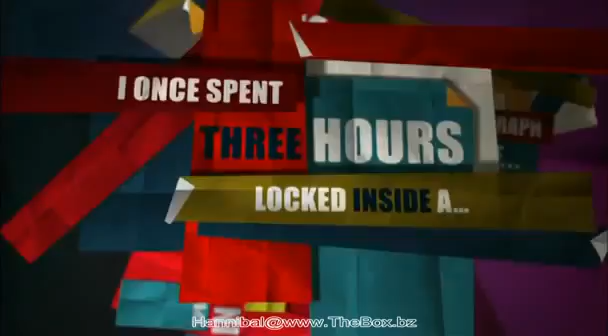 I ONCE SPENT
THREE HOURS
LOCKED INSIDE A...
Hannibal@www.TheBox.bz